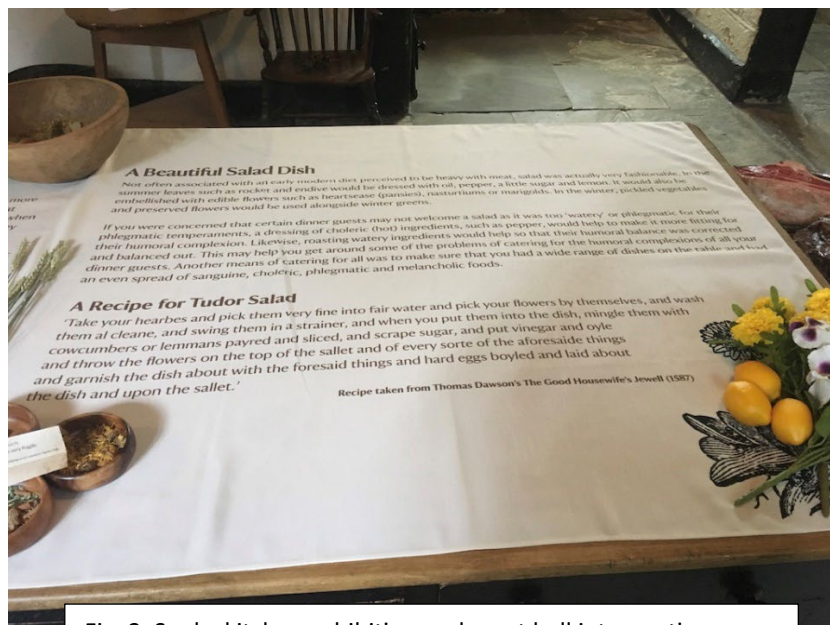 A Beautiful Salad Dish
Not often associated with an early modern diet perceived to be heavy with meat, salad was actually very fashionable. In the
summer leaves such as rocket and endive would be dressed with oil, pepper, a little sugar and lemon. It would also be
embellished with edible flowers such as heartsease (pansies), nasturtiums or marigolds. In the winter, pickled vegetables
and preserved flowers would be used alongside winter greens.
If you were concerned that certain dinner guests may not welcome a salad as it was too 'watery' or phlegmatic for their
phlegmatic temperaments, a dressing of choleric (hot) ingredients, such as pepper, would help to make it more fitting for
their humoral complexion. Likewise, roasting watery ingredients would help so that their humoral balance was corrected
and balanced out. This may help you get around some of the problems of catering for the humoral complexions of all your
dinner guests. Another means of catering for all was to make sure that you had a wide range of dishes on the table and had
an even spread of sanguine, choleric, phlegmatic and melancholic foods.
A Recipe for Tudor Salad
'Take your hearbes and pick them very fine into fair water and pick your flowers by themselves, and wash
them al cleane, and swing them in a strainer, and when you put them into the dish, mingle them with
cowcumbers or lemmans payred and sliced, and scrape sugar, and put vinegar and oyle
and throw the flowers on the top of the sallet and of every sorte of the aforesaide things
and garnish the dish about with the foresaid things and hard eggs boyled and laid about
the dish and upon the sallet.'
Recipe taken from Thomas Dawson's The Good Housewife's Jewell (1587)
more
when